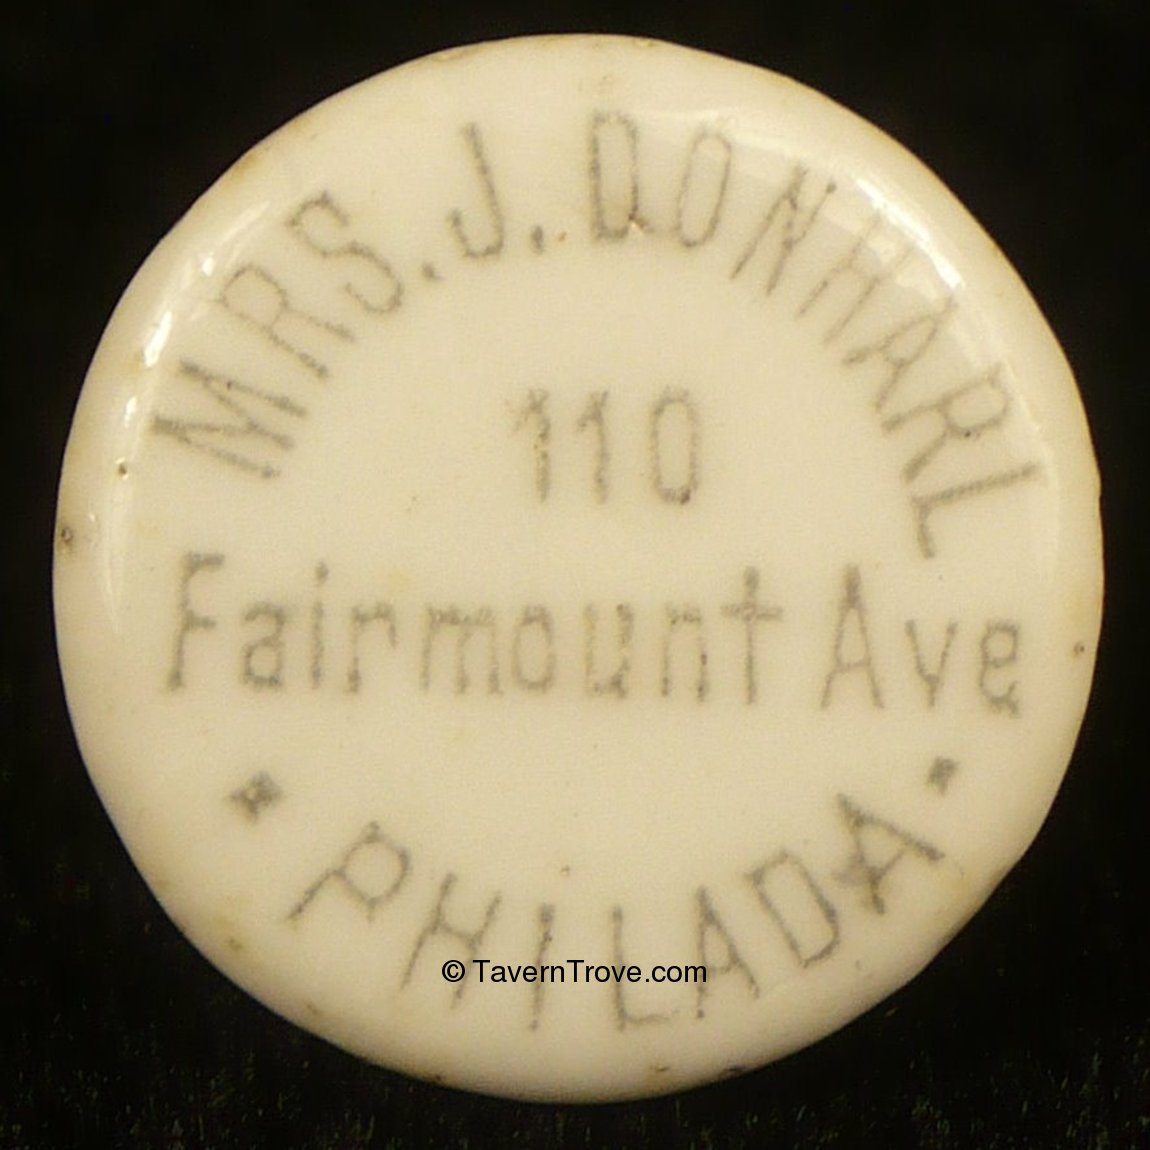 MRS. J. DONHARL
110
Fairmount Ave
· PHILADA ·
© TavernTrove.com